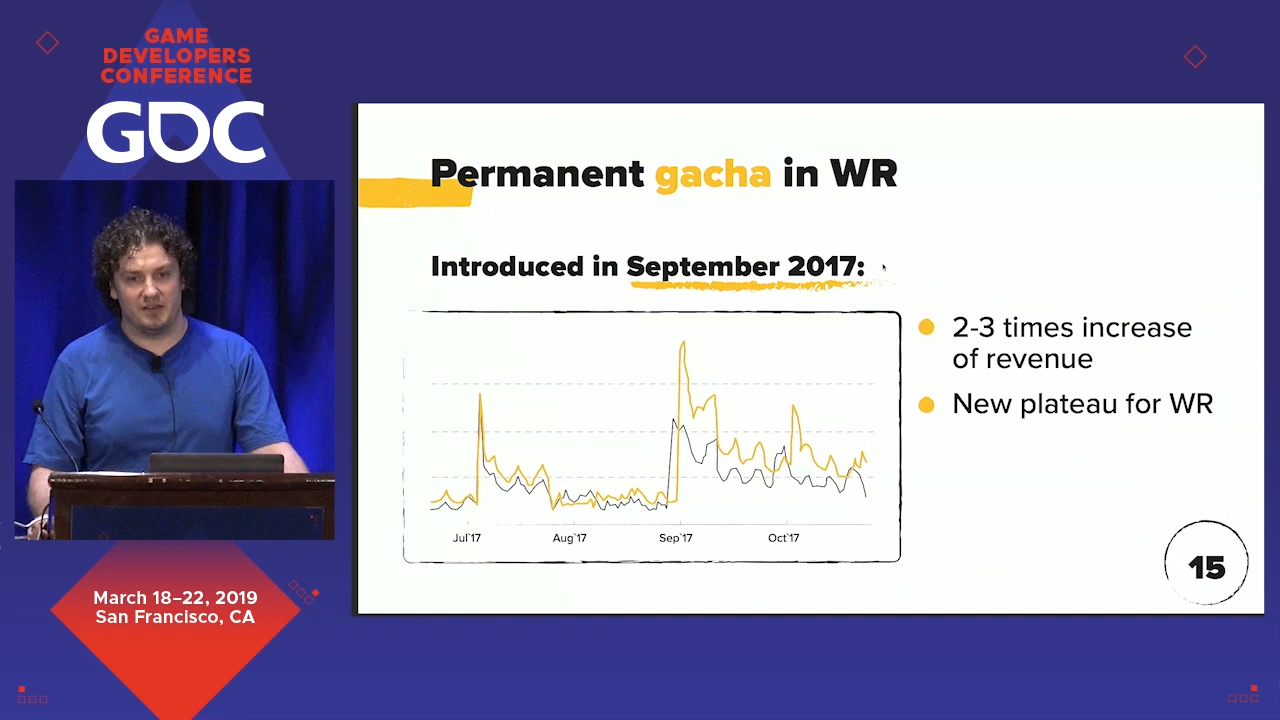 GAME
DEVELOPERS
CONFERENCE
GDC
March 18–22, 2019
San Francisco, CA
Permanent gacha in WR
Introduced in September 2017:
Jul'17 Aug'17 Sep'17 Oct'17
2-3 times increase
of revenue
New plateau for WR
15